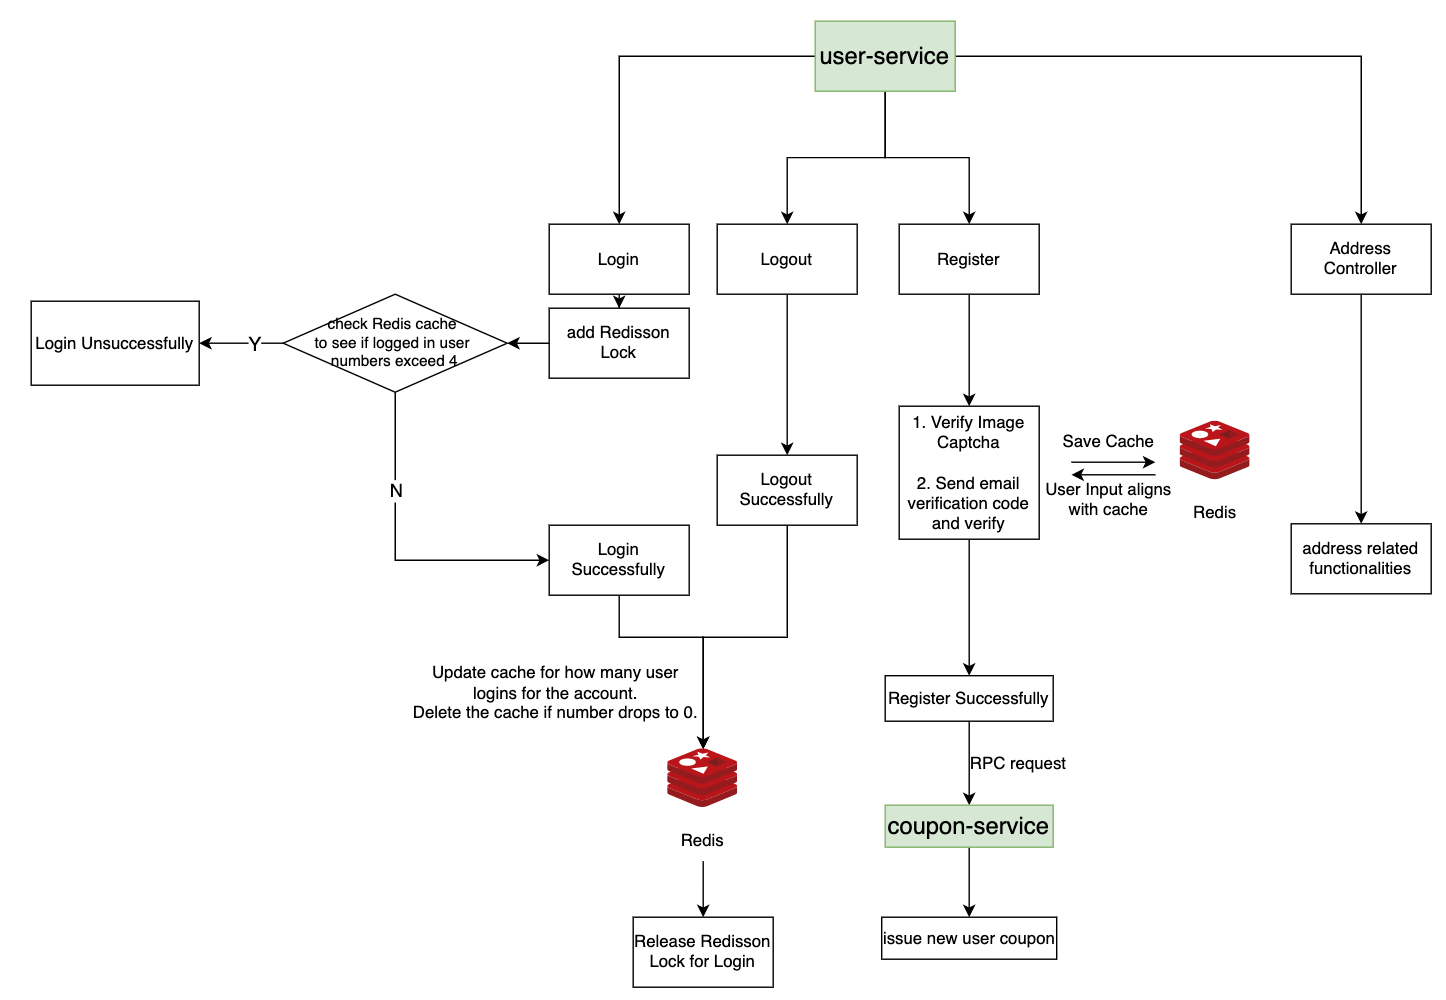 user-service
Login
Logout
Register
Address
Controller
add Redisson
Lock
check Redis cache
to see if logged in user
numbers exceed 4
Y
Login Unsuccessfully
N
Login
Successfully
Logout
Successfully
1. Verify Image
Captcha
2. Send email
verification code
and verify
Save Cache
User Input aligns
with cache
Redis
address related
functionalities
Update cache for how many user
logins for the account.
Delete the cache if number drops to 0.
Redis
Release Redisson
Lock for Login
Register Successfully
RPC request
coupon-service
issue new user coupon